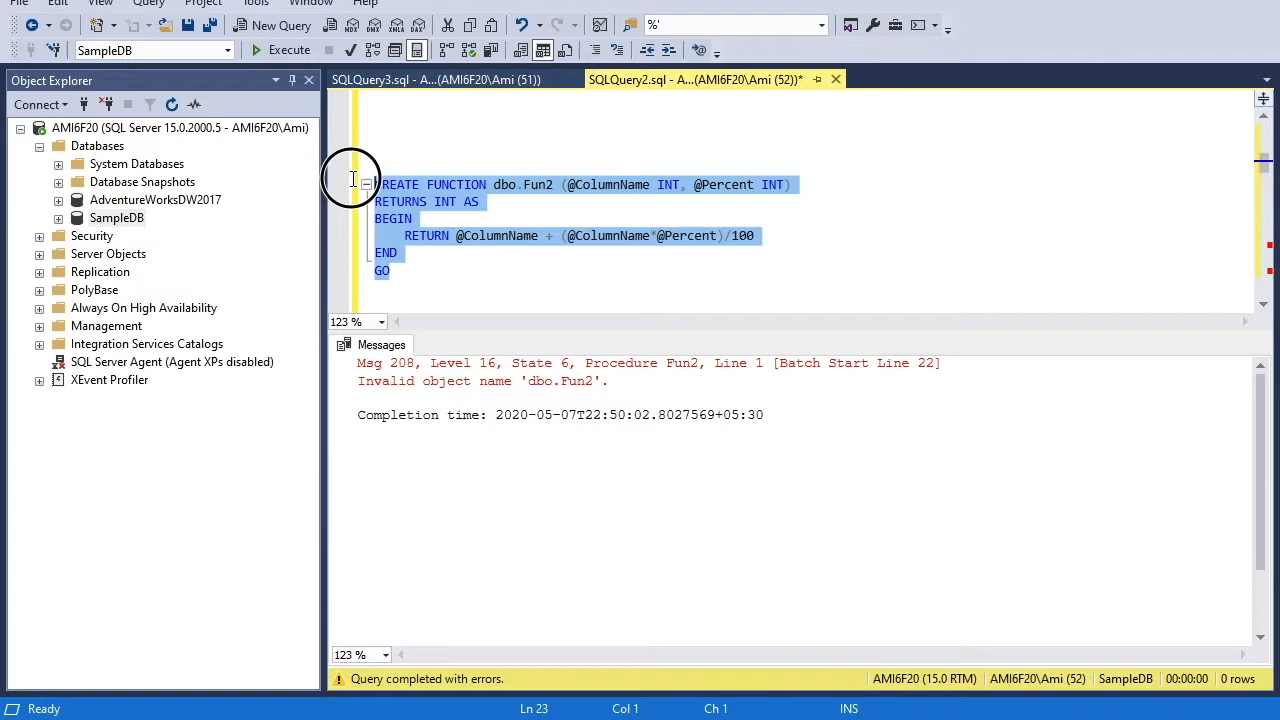 File Edit View Query Project Tools Window Help
New Query MDX DMX XMLA DAX %'
SampleDB Execute
Object Explorer
Connect
AMI6F20 (SQL Server 15.0.2000.5 - AMI6F20\Ami)
Databases
System Databases
Database Snapshots
AdventureWorksDW2017
SampleDB
Security
Server Objects
Replication
PolyBase
Always On High Availability
Management
Integration Services Catalogs
SQL Server Agent (Agent XPs disabled)
XEvent Profiler
SQLQuery3.sql - A...(AMI6F20\Ami (51)) SQLQuery2.sql - A...(AMI6F20\Ami (52))*
CREATE FUNCTION dbo.Fun2 (@ColumnName INT, @Percent INT)
RETURNS INT AS
BEGIN
RETURN @ColumnName + (@ColumnName*@Percent)/100
END
GO
123 %
Messages
Msg 208, Level 16, State 6, Procedure Fun2, Line 1 [Batch Start Line 22]
Invalid object name 'dbo.Fun2'.
Completion time: 2020-05-07T22:50:02.8027569+05:30
123 %
Query completed with errors. AMI6F20 (15.0 RTM) AMI6F20\Ami (52) SampleDB 00:00:00 0 rows
Ready Ln 23 Col 1 Ch 1 INS